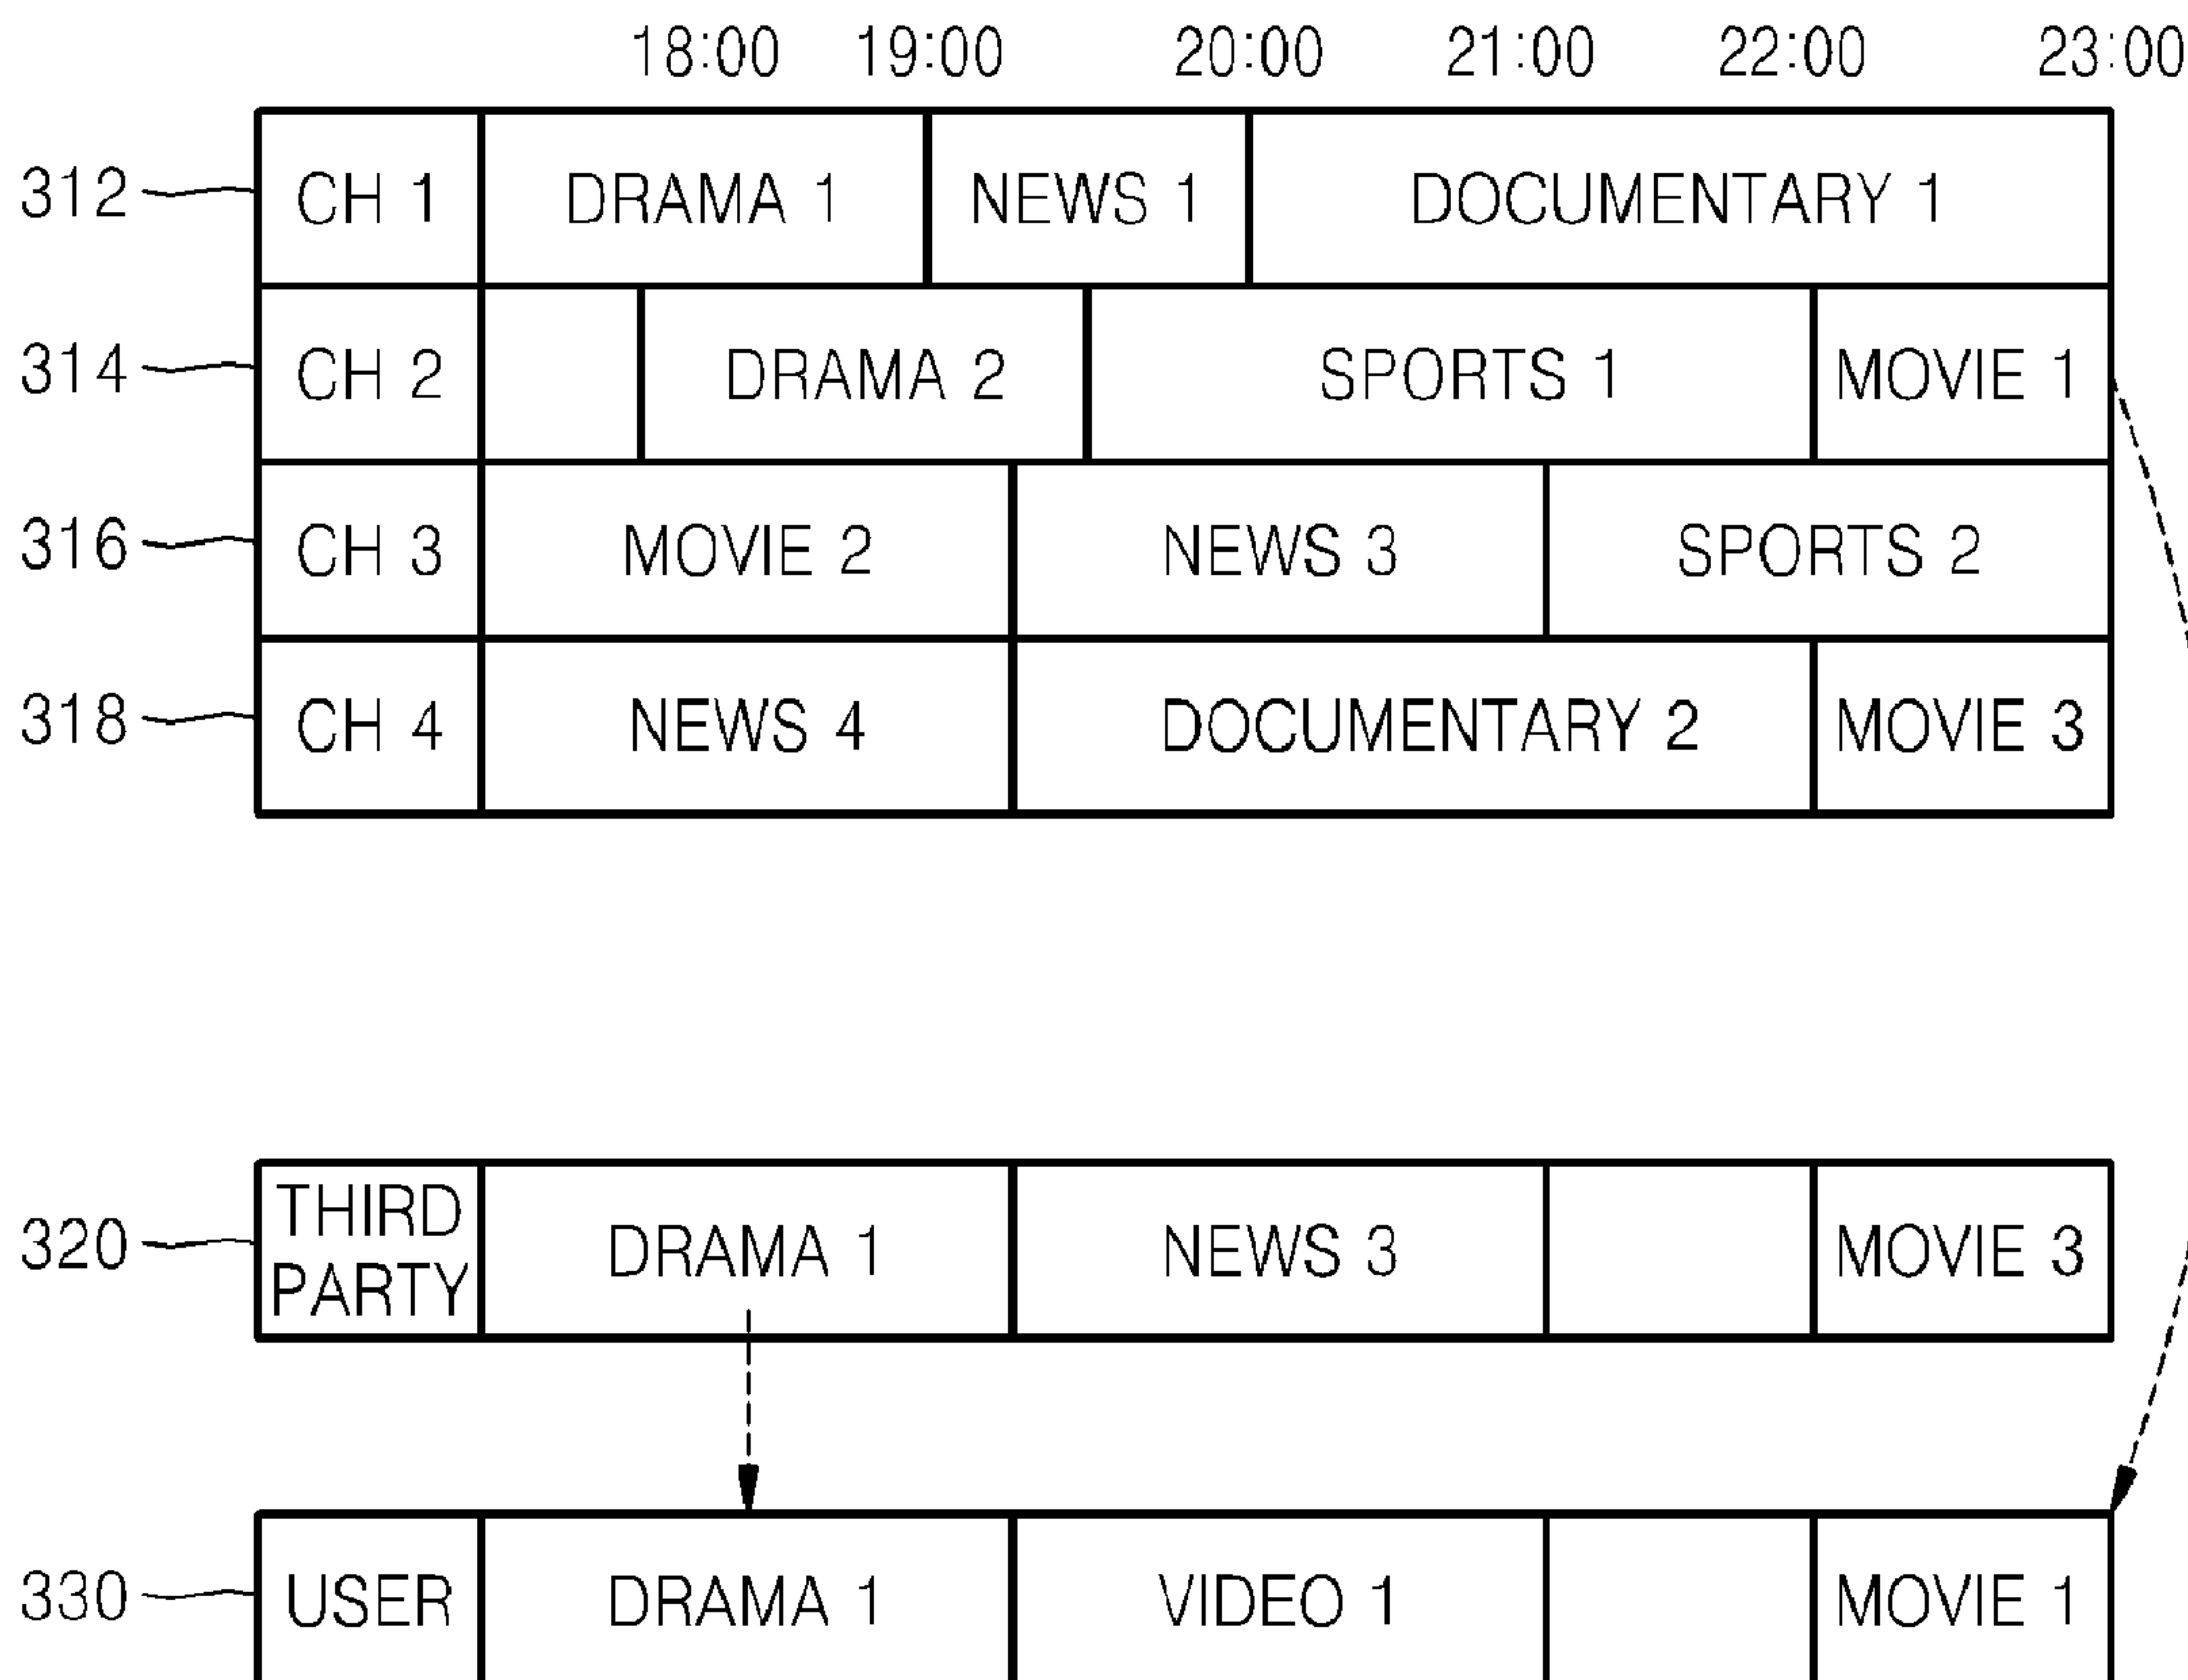 18:00 19:00 20:00 21:00 22:00 23:00
312 CH 1 DRAMA 1 NEWS 1 DOCUMENTARY 1
314 CH 2 DRAMA 2 SPORTS 1 MOVIE 1
316 CH 3 MOVIE 2 NEWS 3 SPORTS 2
318 CH 4 NEWS 4 DOCUMENTARY 2 MOVIE 3
320 THIRD PARTY DRAMA 1 NEWS 3 MOVIE 3
330 USER DRAMA 1 VIDEO 1 MOVIE 1